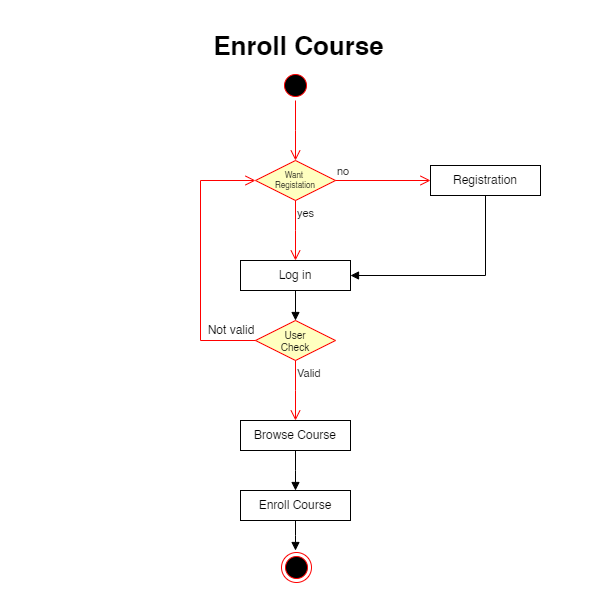 Enroll Course
Want
Registation
no
Registration
yes
Log in
Not valid
User
Check
Valid
Browse Course
Enroll Course